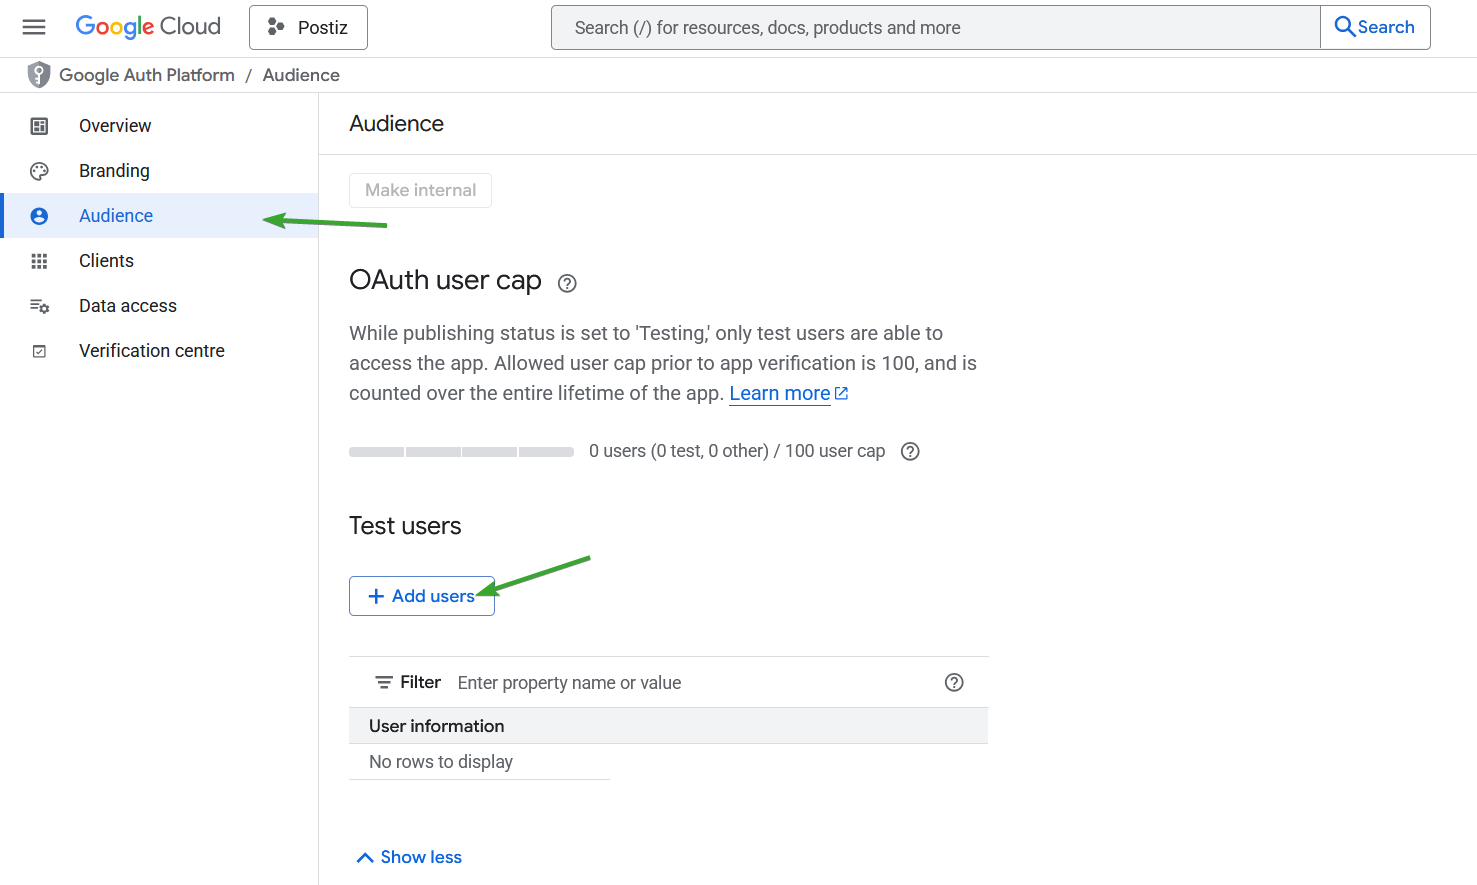 Google Cloud
Postiz
Search (/) for resources, docs, products and more
Search
Google Auth Platform / Audience
Overview
Branding
Audience
Clients
Data access
Verification centre
Audience
Make internal
OAuth user cap
While publishing status is set to 'Testing,' only test users are able to
access the app. Allowed user cap prior to app verification is 100, and is
counted over the entire lifetime of the app. Learn more
0 users (0 test, 0 other) / 100 user cap
Test users
+ Add users
Filter Enter property name or value
User information
No rows to display
Show less